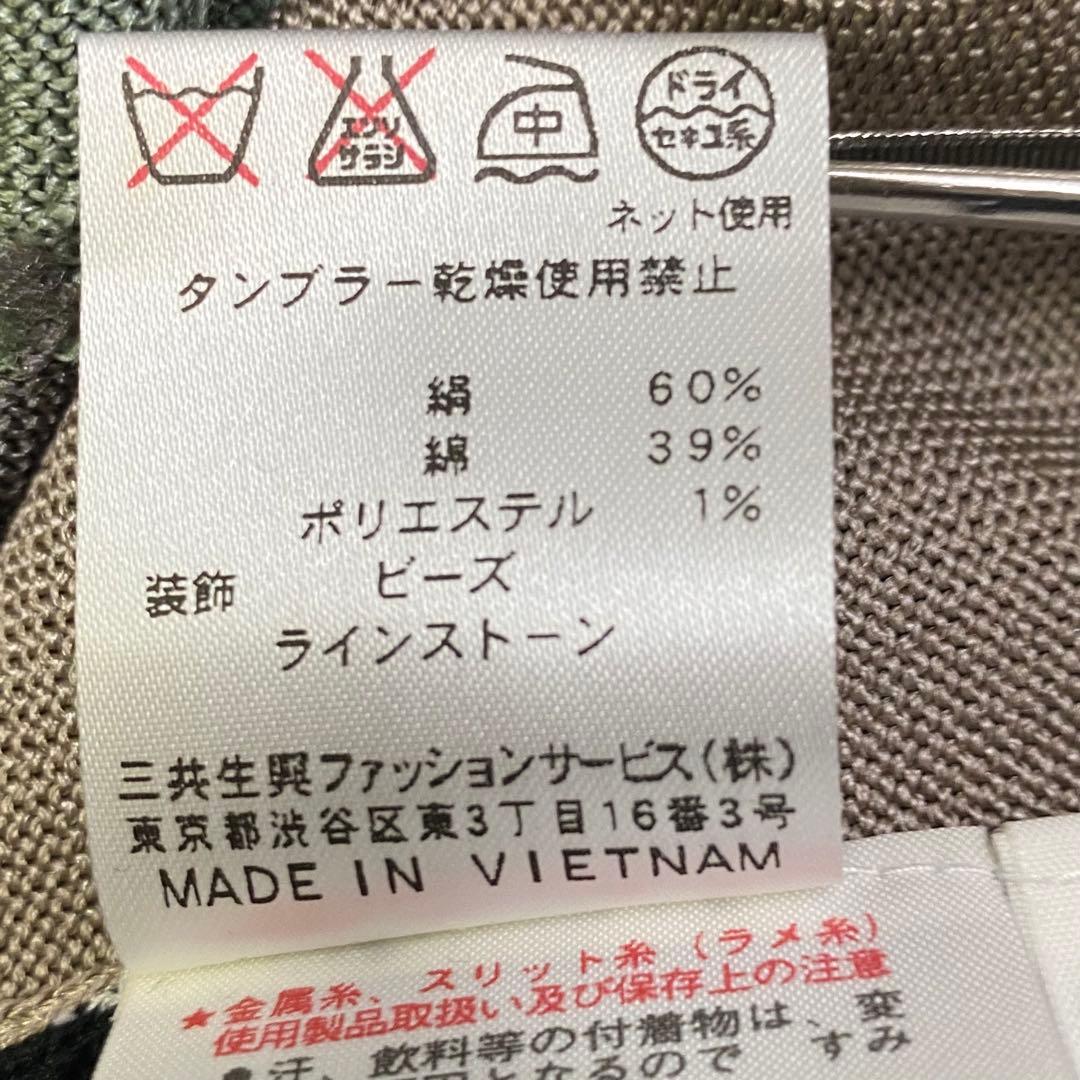 エンソ
サラシ
中
ドライ
セキユ系
ネット使用
タンブラー乾燥使用禁止
絹 60%
綿 39%
ポリエステル 1%
装飾 ビーズ
ラインストーン
三共生興ファッションサービス(株)
東京都渋谷区東3丁目16番3号
MADE IN VIETNAM
★金属糸、スリット糸(ラメ糸)
使用製品取扱い及び保存上の注意
●汗、飲料等の付着物は、変
となるので すみ